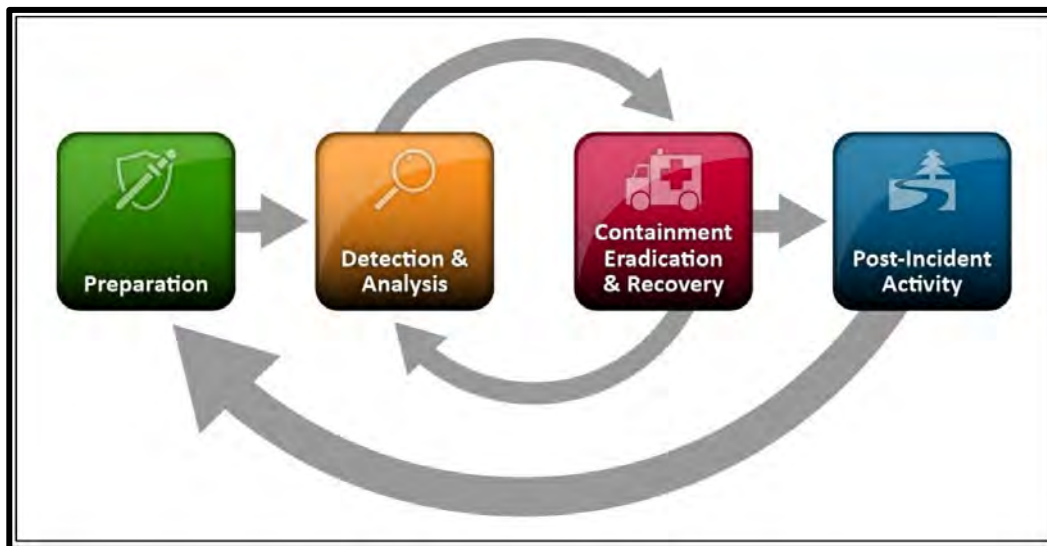 Preparation
Detection &
Analysis
Containment
Eradication
& Recovery
Post-Incident
Activity